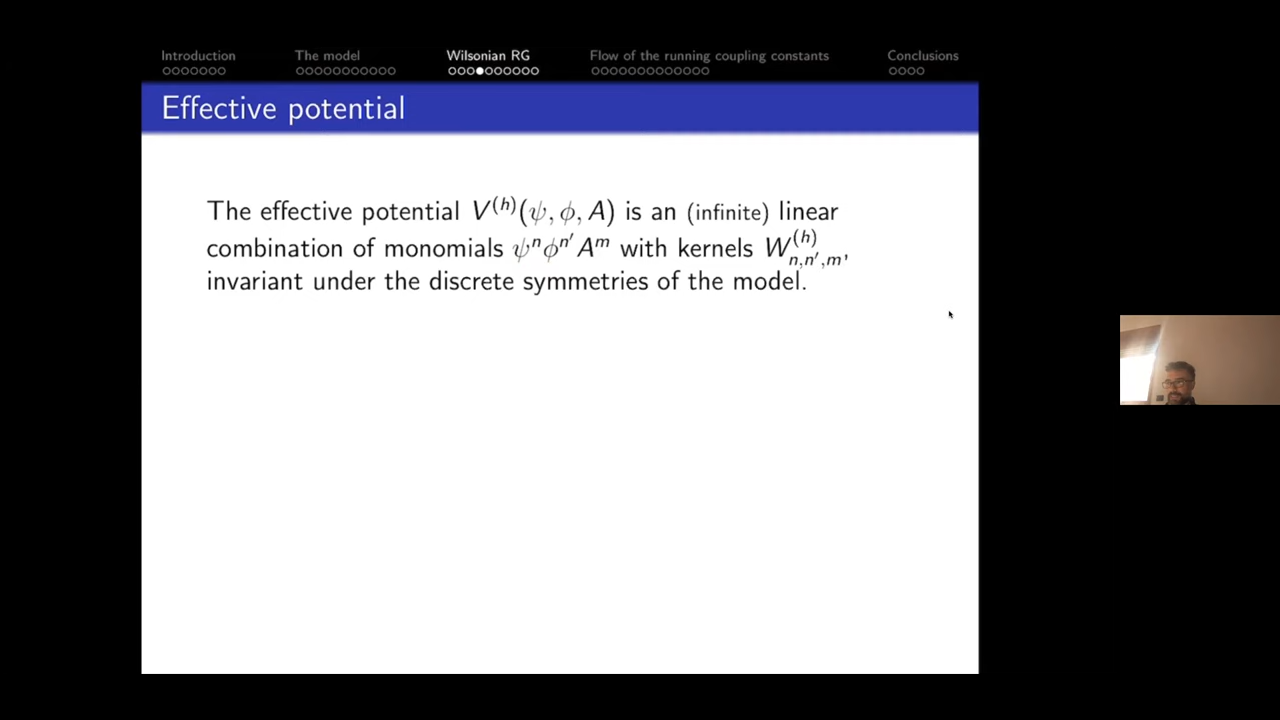 Introduction The model Wilsonian RG Flow of the running coupling constants Conclusions
Effective potential
The effective potential V^{(h)}(ψ, ϕ, A) is an (infinite) linear
combination of monomials ψ^n ϕ^{n'} A^m with kernels W^{(h)}_{n,n',m},
invariant under the discrete symmetries of the model.